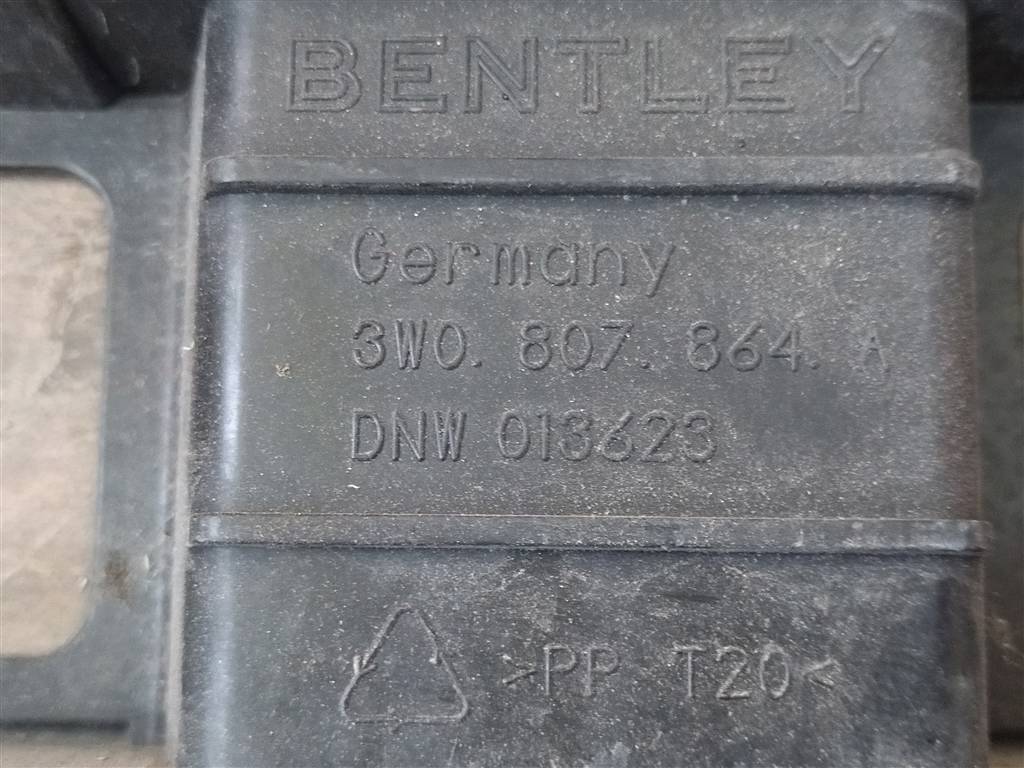 BENTLEY
Germany
3W0. 807. 864. A
DNW 013623
>PP T20<